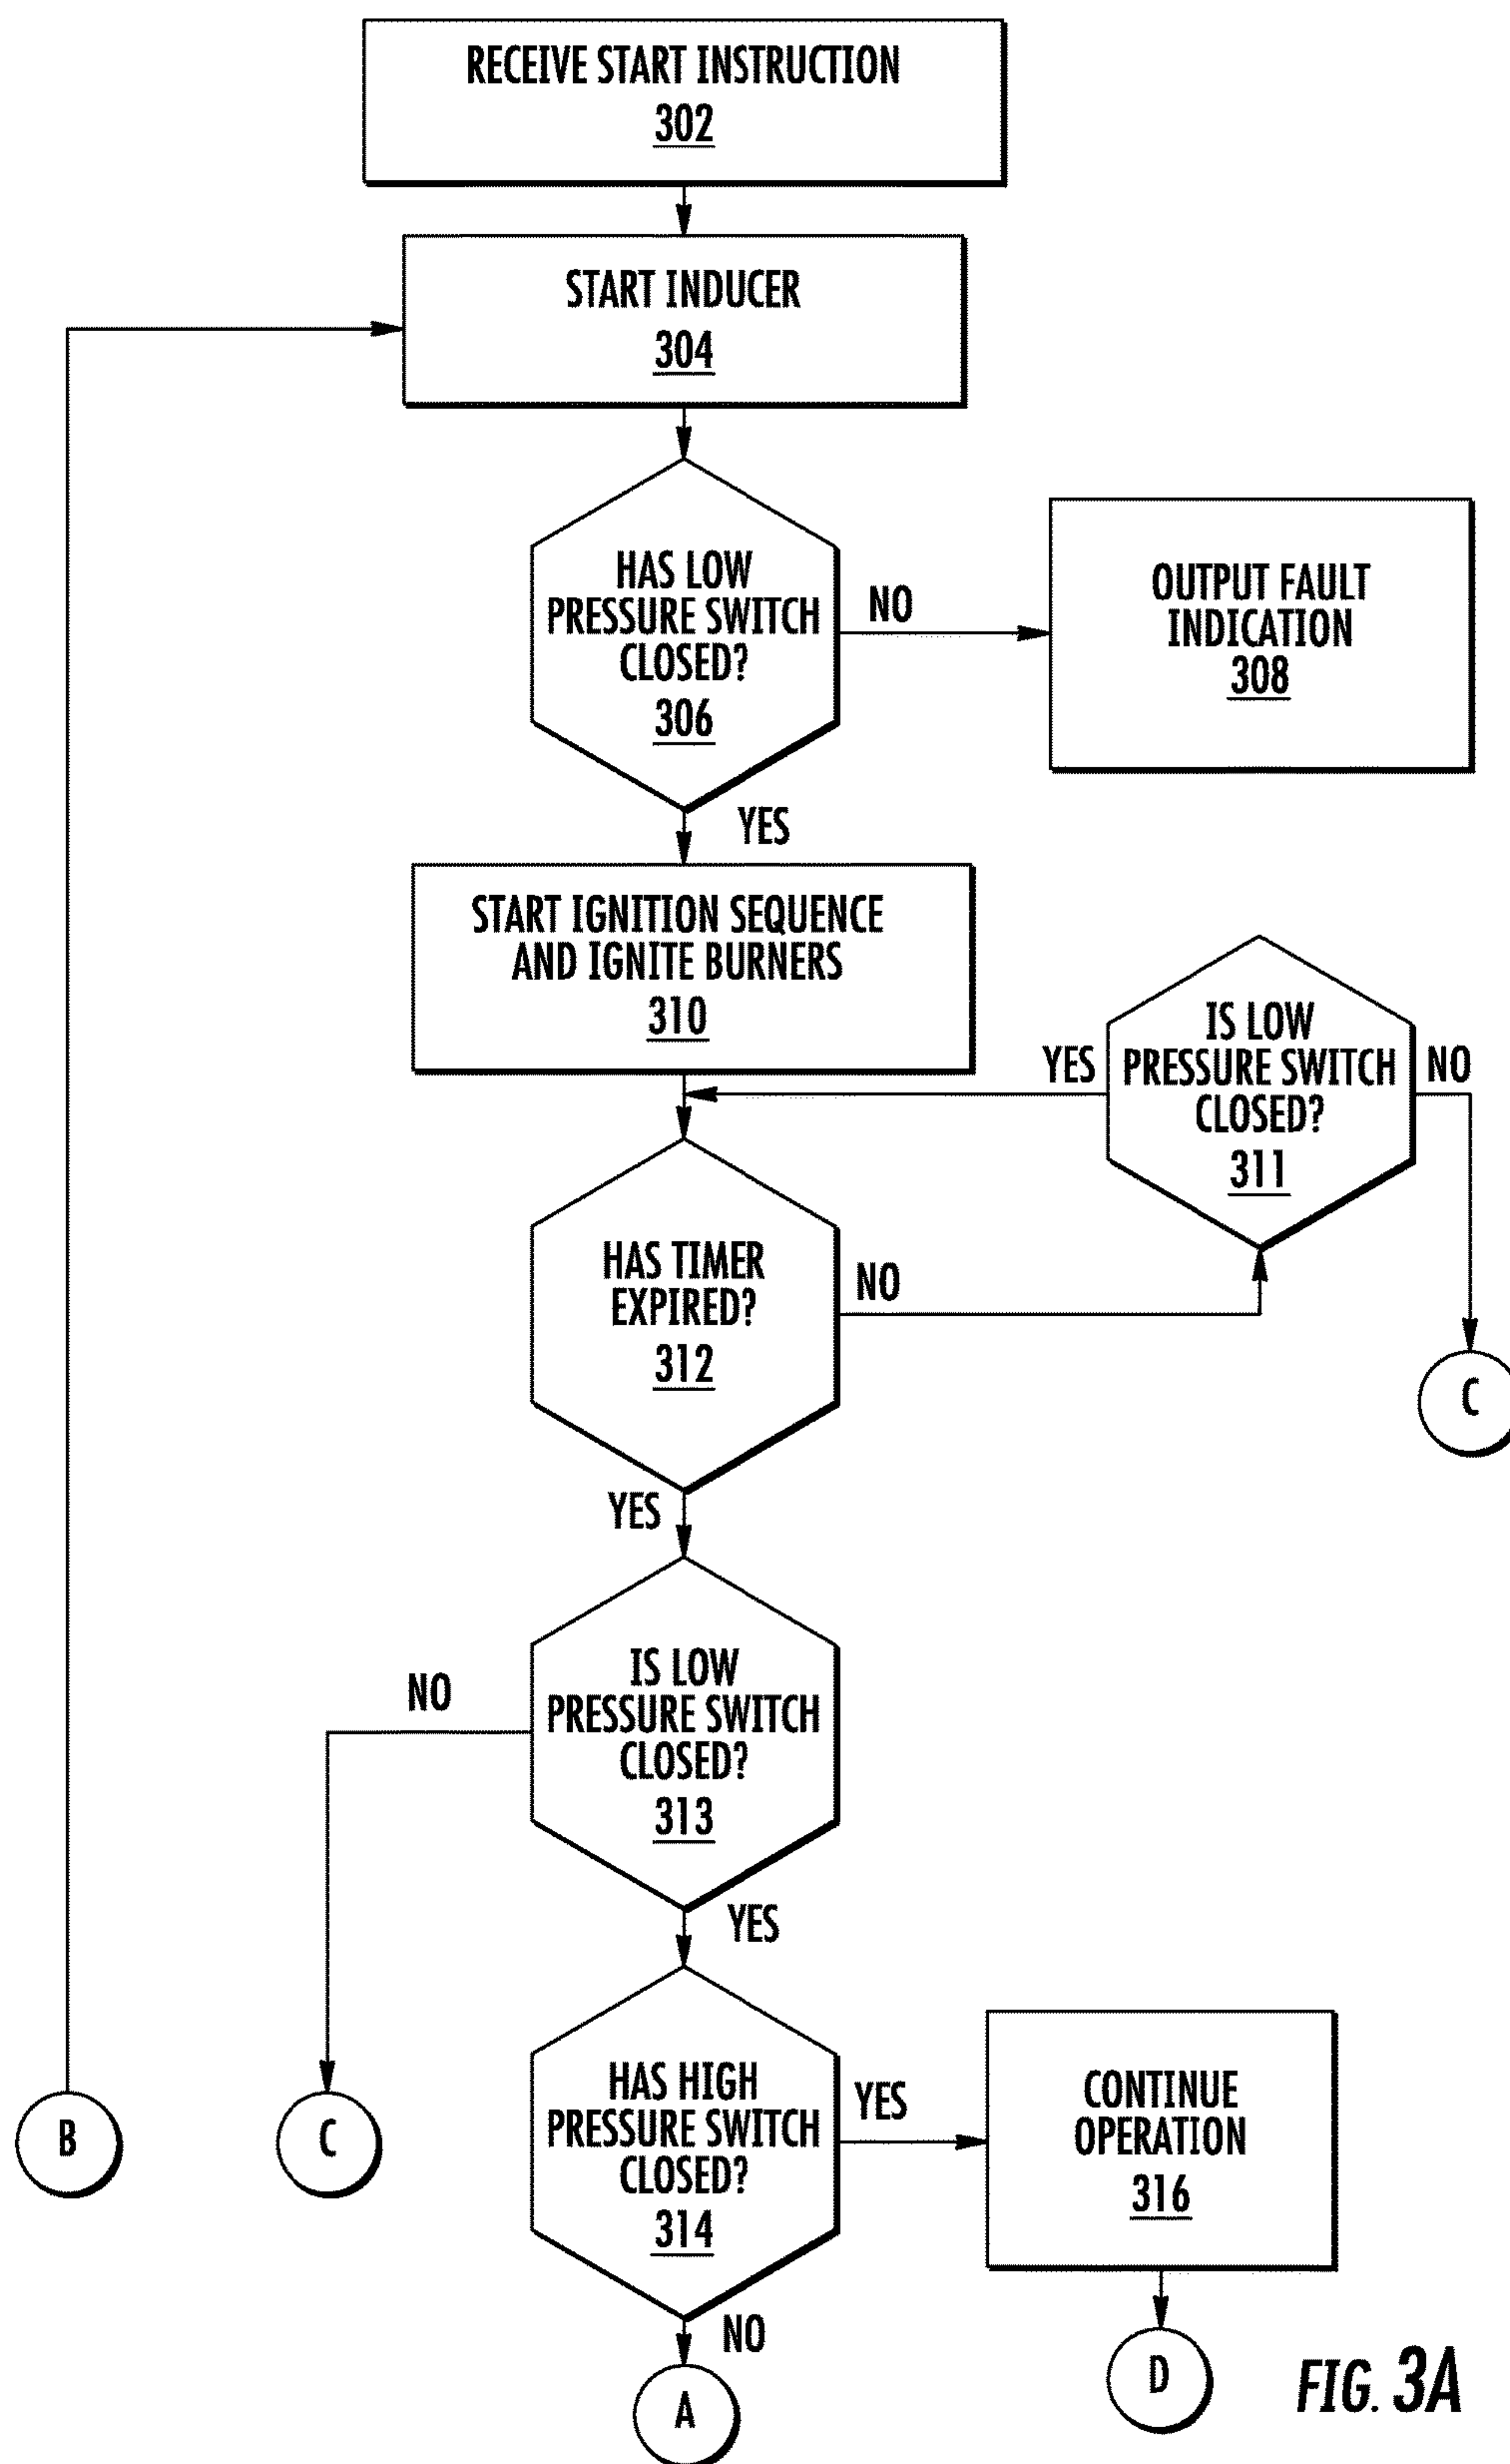 RECEIVE START INSTRUCTION
302
START INDUCER
304
HAS LOW
PRESSURE SWITCH
CLOSED?
306
NO
OUTPUT FAULT
INDICATION
308
YES
START IGNITION SEQUENCE
AND IGNITE BURNERS
310
IS LOW
PRESSURE SWITCH
CLOSED?
311
YES
NO
HAS TIMER
EXPIRED?
312
NO
C
YES
IS LOW
PRESSURE SWITCH
CLOSED?
313
NO
YES
HAS HIGH
PRESSURE SWITCH
CLOSED?
314
YES
CONTINUE
OPERATION
316
B
C
NO
A
D
FIG. 3A